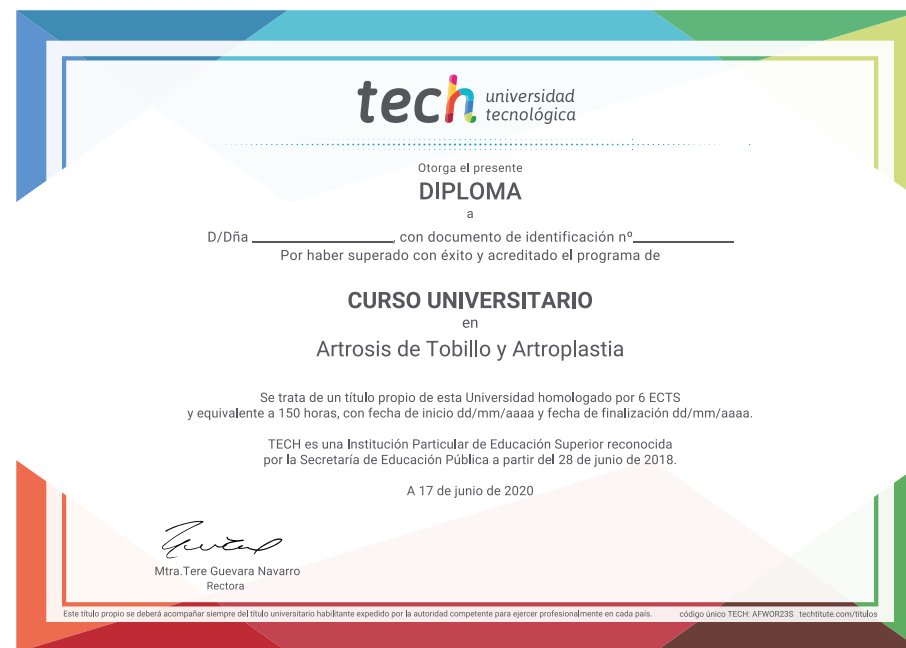 tech universidad
tecnológica
Otorga el presente
DIPLOMA
a
D/Dña ____________________, con documento de identificación nº______________
Por haber superado con éxito y acreditado el programa de
CURSO UNIVERSITARIO
en
Artrosis de Tobillo y Artroplastia
Se trata de un título propio de esta Universidad homologado por 6 ECTS
y equivalente a 150 horas, con fecha de inicio dd/mm/aaaa y fecha de finalización dd/mm/aaaa.
TECH es una Institución Particular de Educación Superior reconocida
por la Secretaría de Educación Pública a partir del 28 de junio de 2018.
A 17 de junio de 2020
Mtra.Tere Guevara Navarro
Rectora
Este título propio se deberá acompañar siempre del título universitario habilitante expedido por la autoridad competente para ejercer profesionalmente en cada país. código único TECH: AFWOR23S techtitute.com/títulos